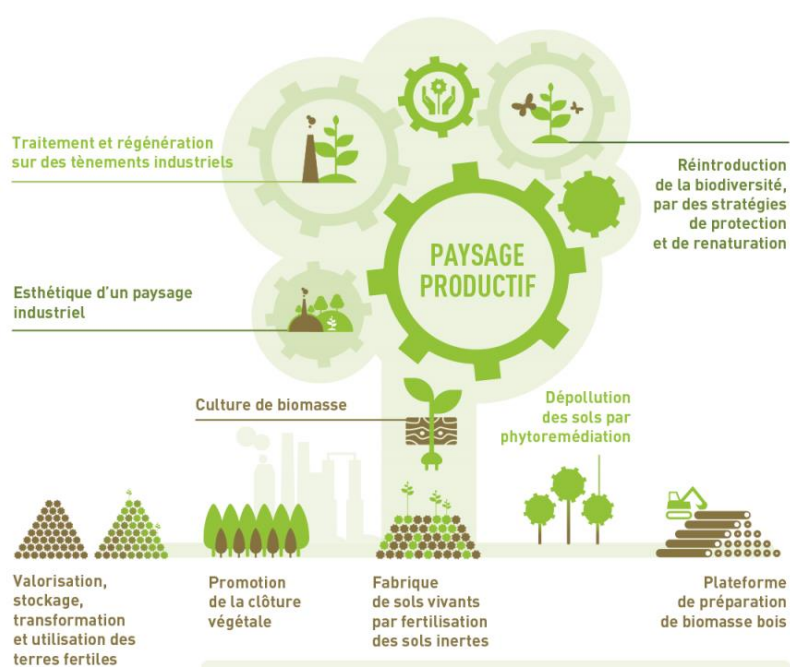 Traitement et régénération
sur des tènements industriels
Réintroduction
de la biodiversité,
par des stratégies
de protection
et de renaturation
PAYSAGE
PRODUCTIF
Esthétique d’un paysage
industriel
Culture de biomasse
Dépollution
des sols par
phytoremédiation
Valorisation,
stockage,
transformation
et utilisation des
terres fertiles
Promotion
de la clôture
végétale
Fabrique
de sols vivants
par fertilisation
des sols inertes
Plateforme
de préparation
de biomasse bois